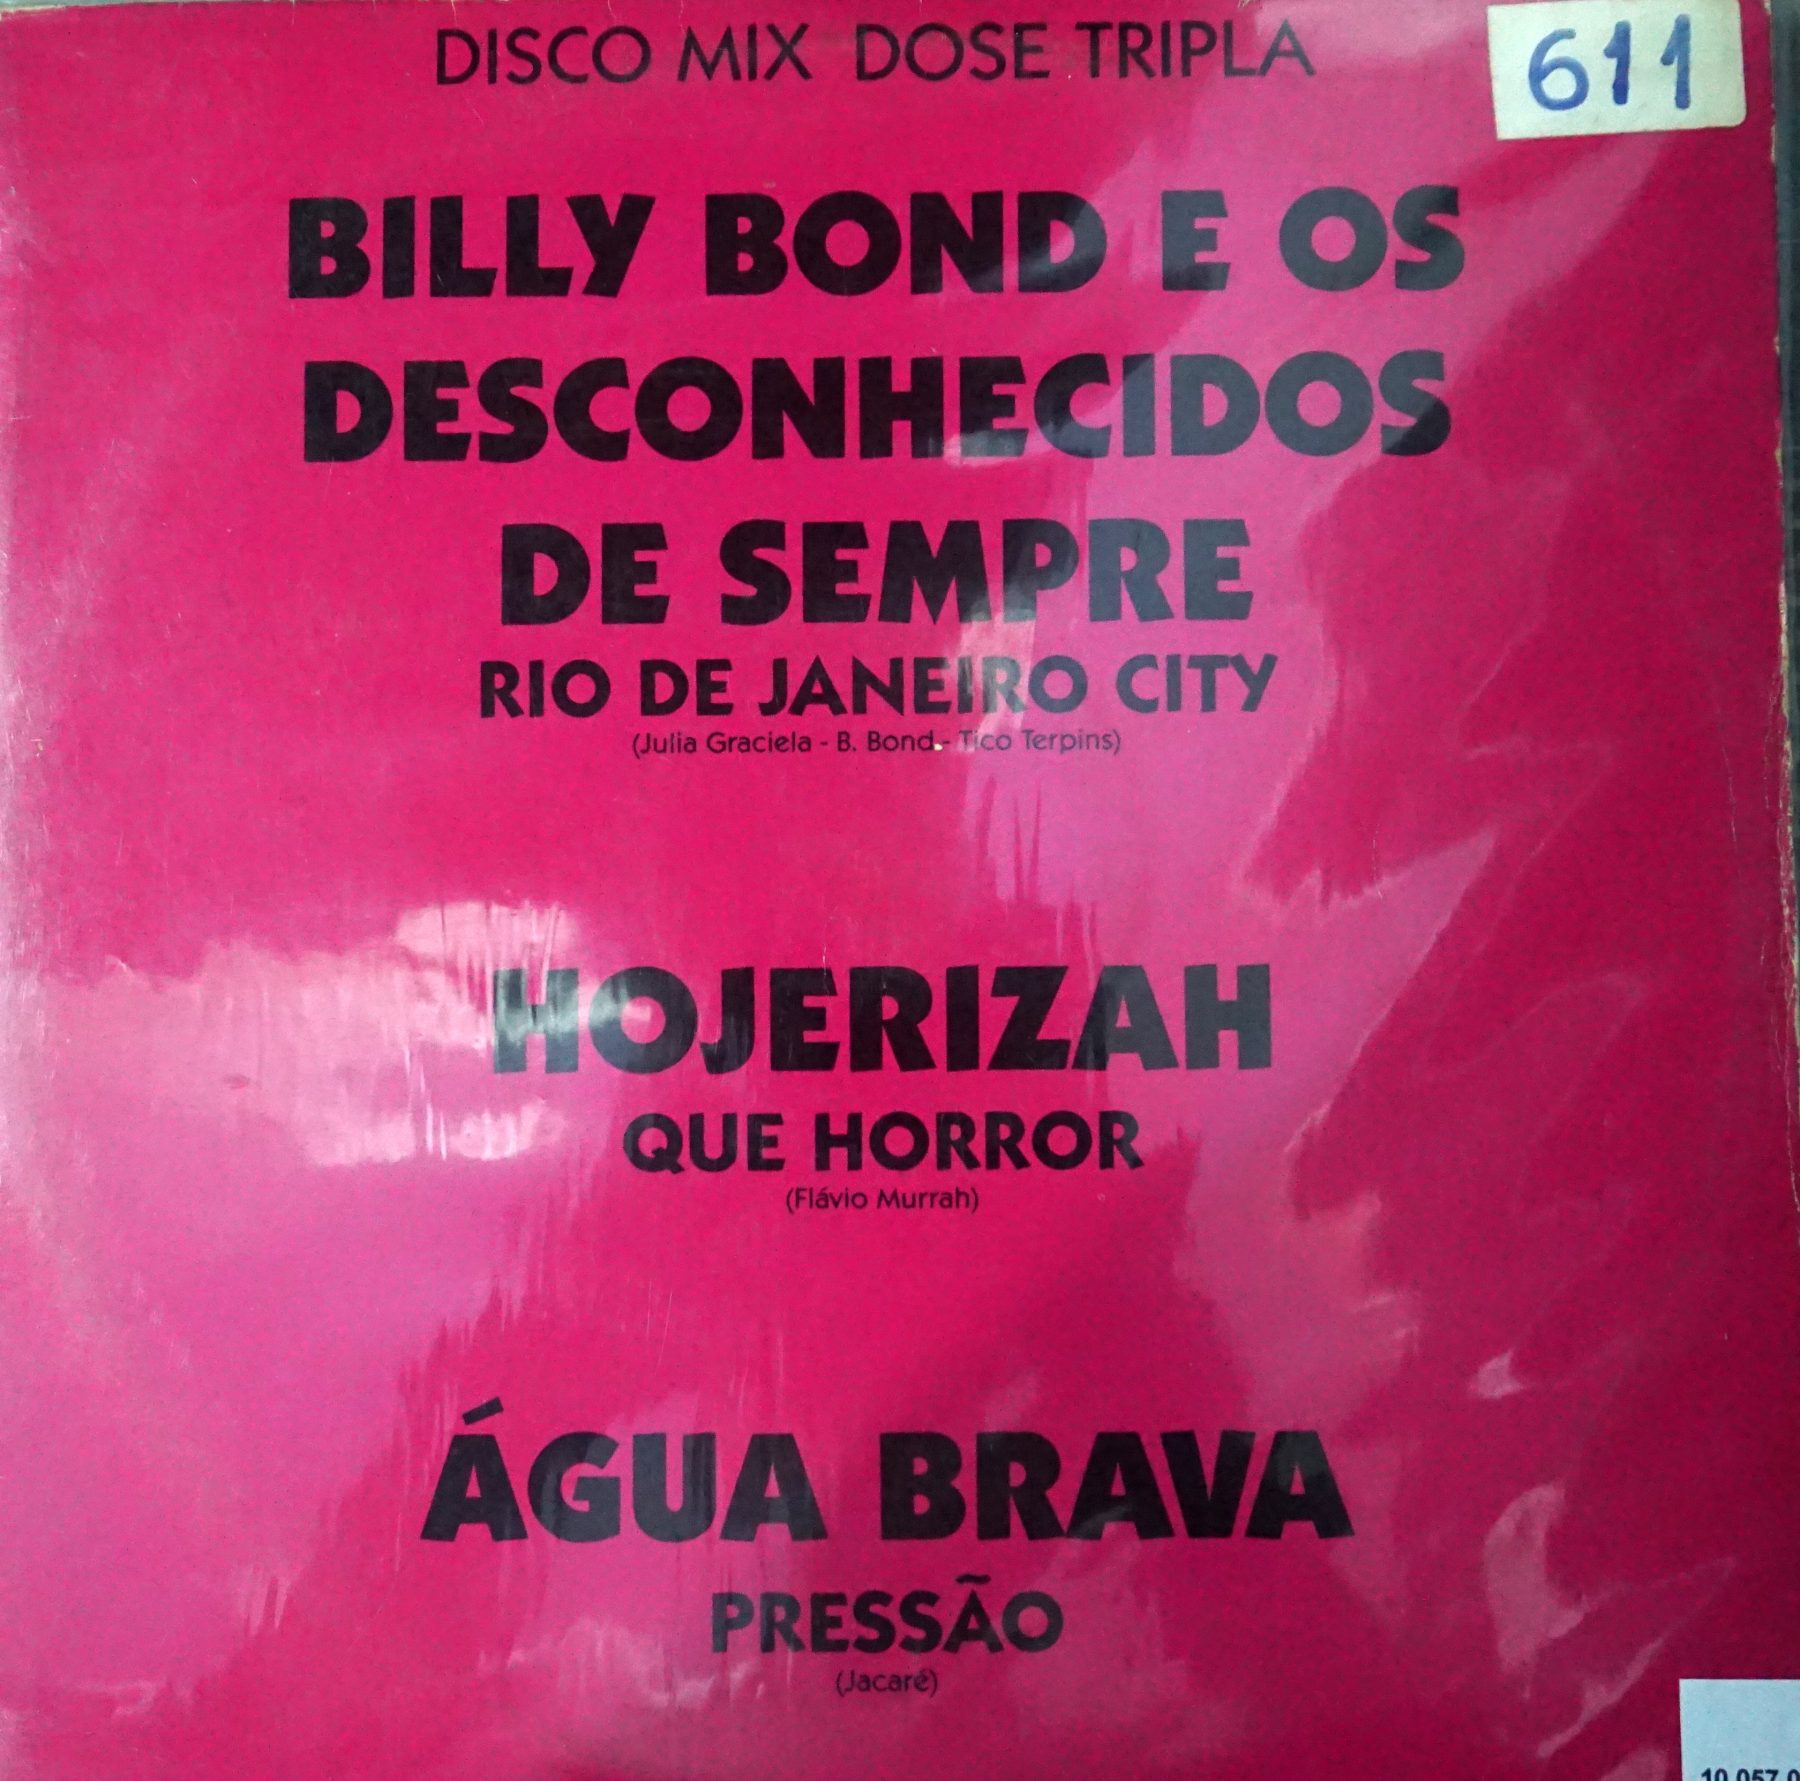 DISCO MIX DOSE TRIPLA
611
BILLY BOND E OS
DESCONHECIDOS
DE SEMPRE
RIO DE JANEIRO CITY
(Julia Graciela - B. Bond - Tico Terpins)
HOJERIZAH
QUE HORROR
(Flávio Murrah)
ÁGUA BRAVA
PRESSÃO
(Jacaré)